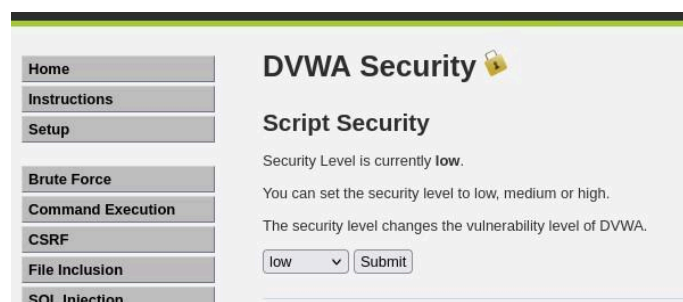 Home
Instructions
Setup
Brute Force
Command Execution
CSRF
File Inclusion
SQL Injection
DVWA Security
Script Security
Security Level is currently low.
You can set the security level to low, medium or high.
The security level changes the vulnerability level of DVWA.
low
Submit